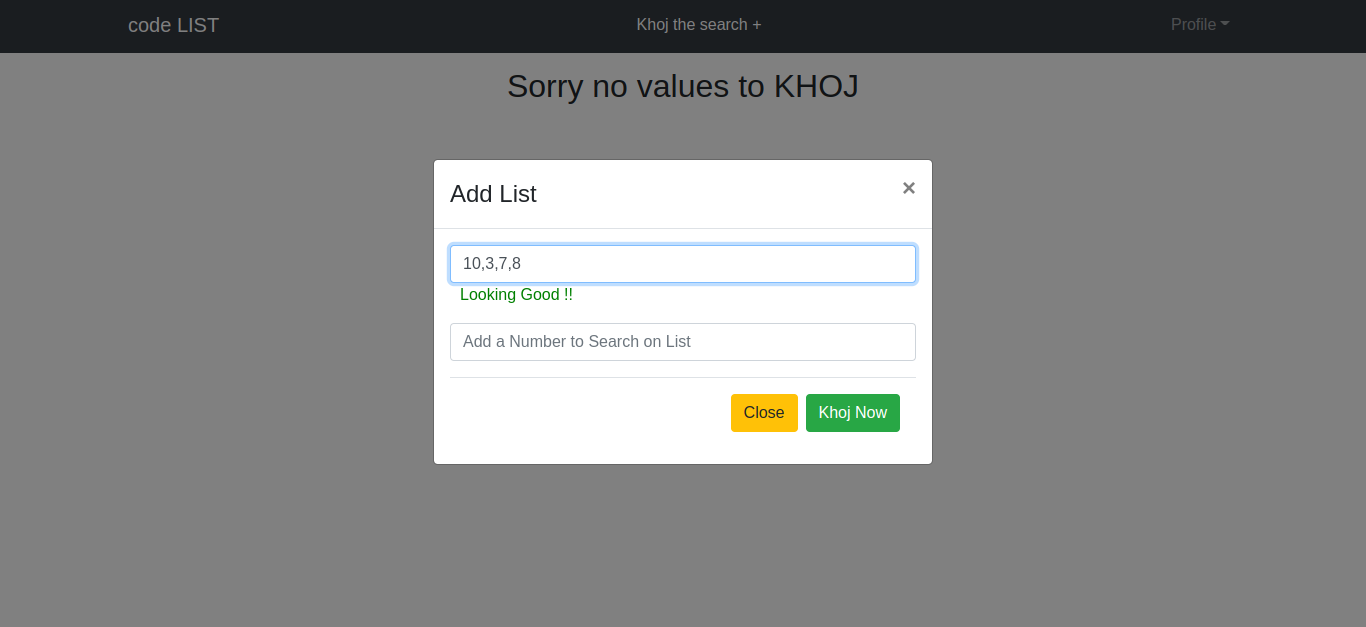 code LIST
Khoj the search +
Profile
Sorry no values to KHOJ
Add List
×
10,3,7,8
Looking Good !!
Add a Number to Search on List
Close
Khoj Now